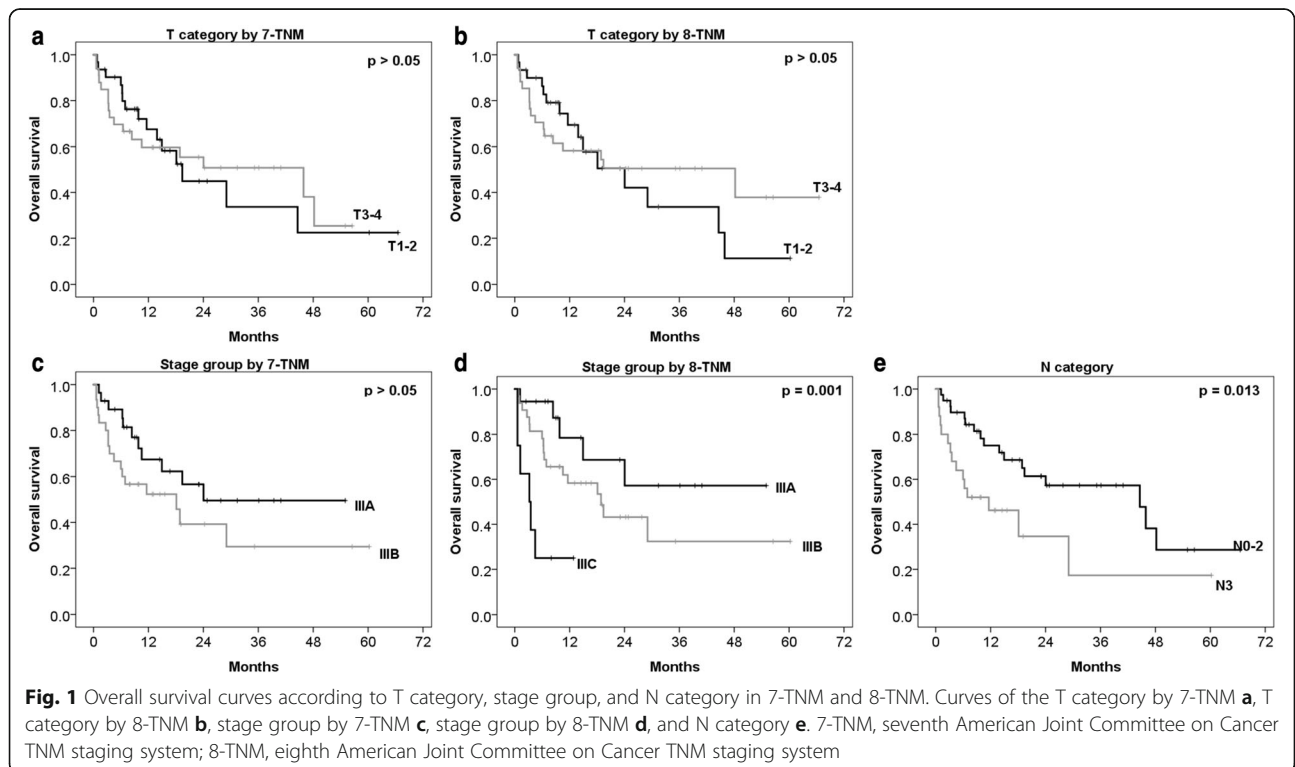 a
T category by 7-TNM
p > 0.05
1.0
0.8
0.6
0.4
0.2
0.0
Overall survival
T3-4
T1-2
0 12 24 36 48 60 72
Months
b
T category by 8-TNM
p > 0.05
1.0
0.8
0.6
0.4
0.2
0.0
Overall survival
T3-4
T1-2
0 12 24 36 48 60 72
Months
c
Stage group by 7-TNM
p > 0.05
1.0
0.8
0.6
0.4
0.2
0.0
Overall survival
IIIA
IIIB
0 12 24 36 48 60 72
Months
d
Stage group by 8-TNM
p = 0.001
1.0
0.8
0.6
0.4
0.2
0.0
Overall survival
IIIA
IIIB
IIIC
0 12 24 36 48 60 72
Months
e
N category
p = 0.013
1.0
0.8
0.6
0.4
0.2
0.0
Overall survival
N0-2
N3
0 12 24 36 48 60 72
Months
Fig. 1 Overall survival curves according to T category, stage group, and N category in 7-TNM and 8-TNM. Curves of the T category by 7-TNM a, T
category by 8-TNM b, stage group by 7-TNM c, stage group by 8-TNM d, and N category e. 7-TNM, seventh American Joint Committee on Cancer
TNM staging system; 8-TNM, eighth American Joint Committee on Cancer TNM staging system